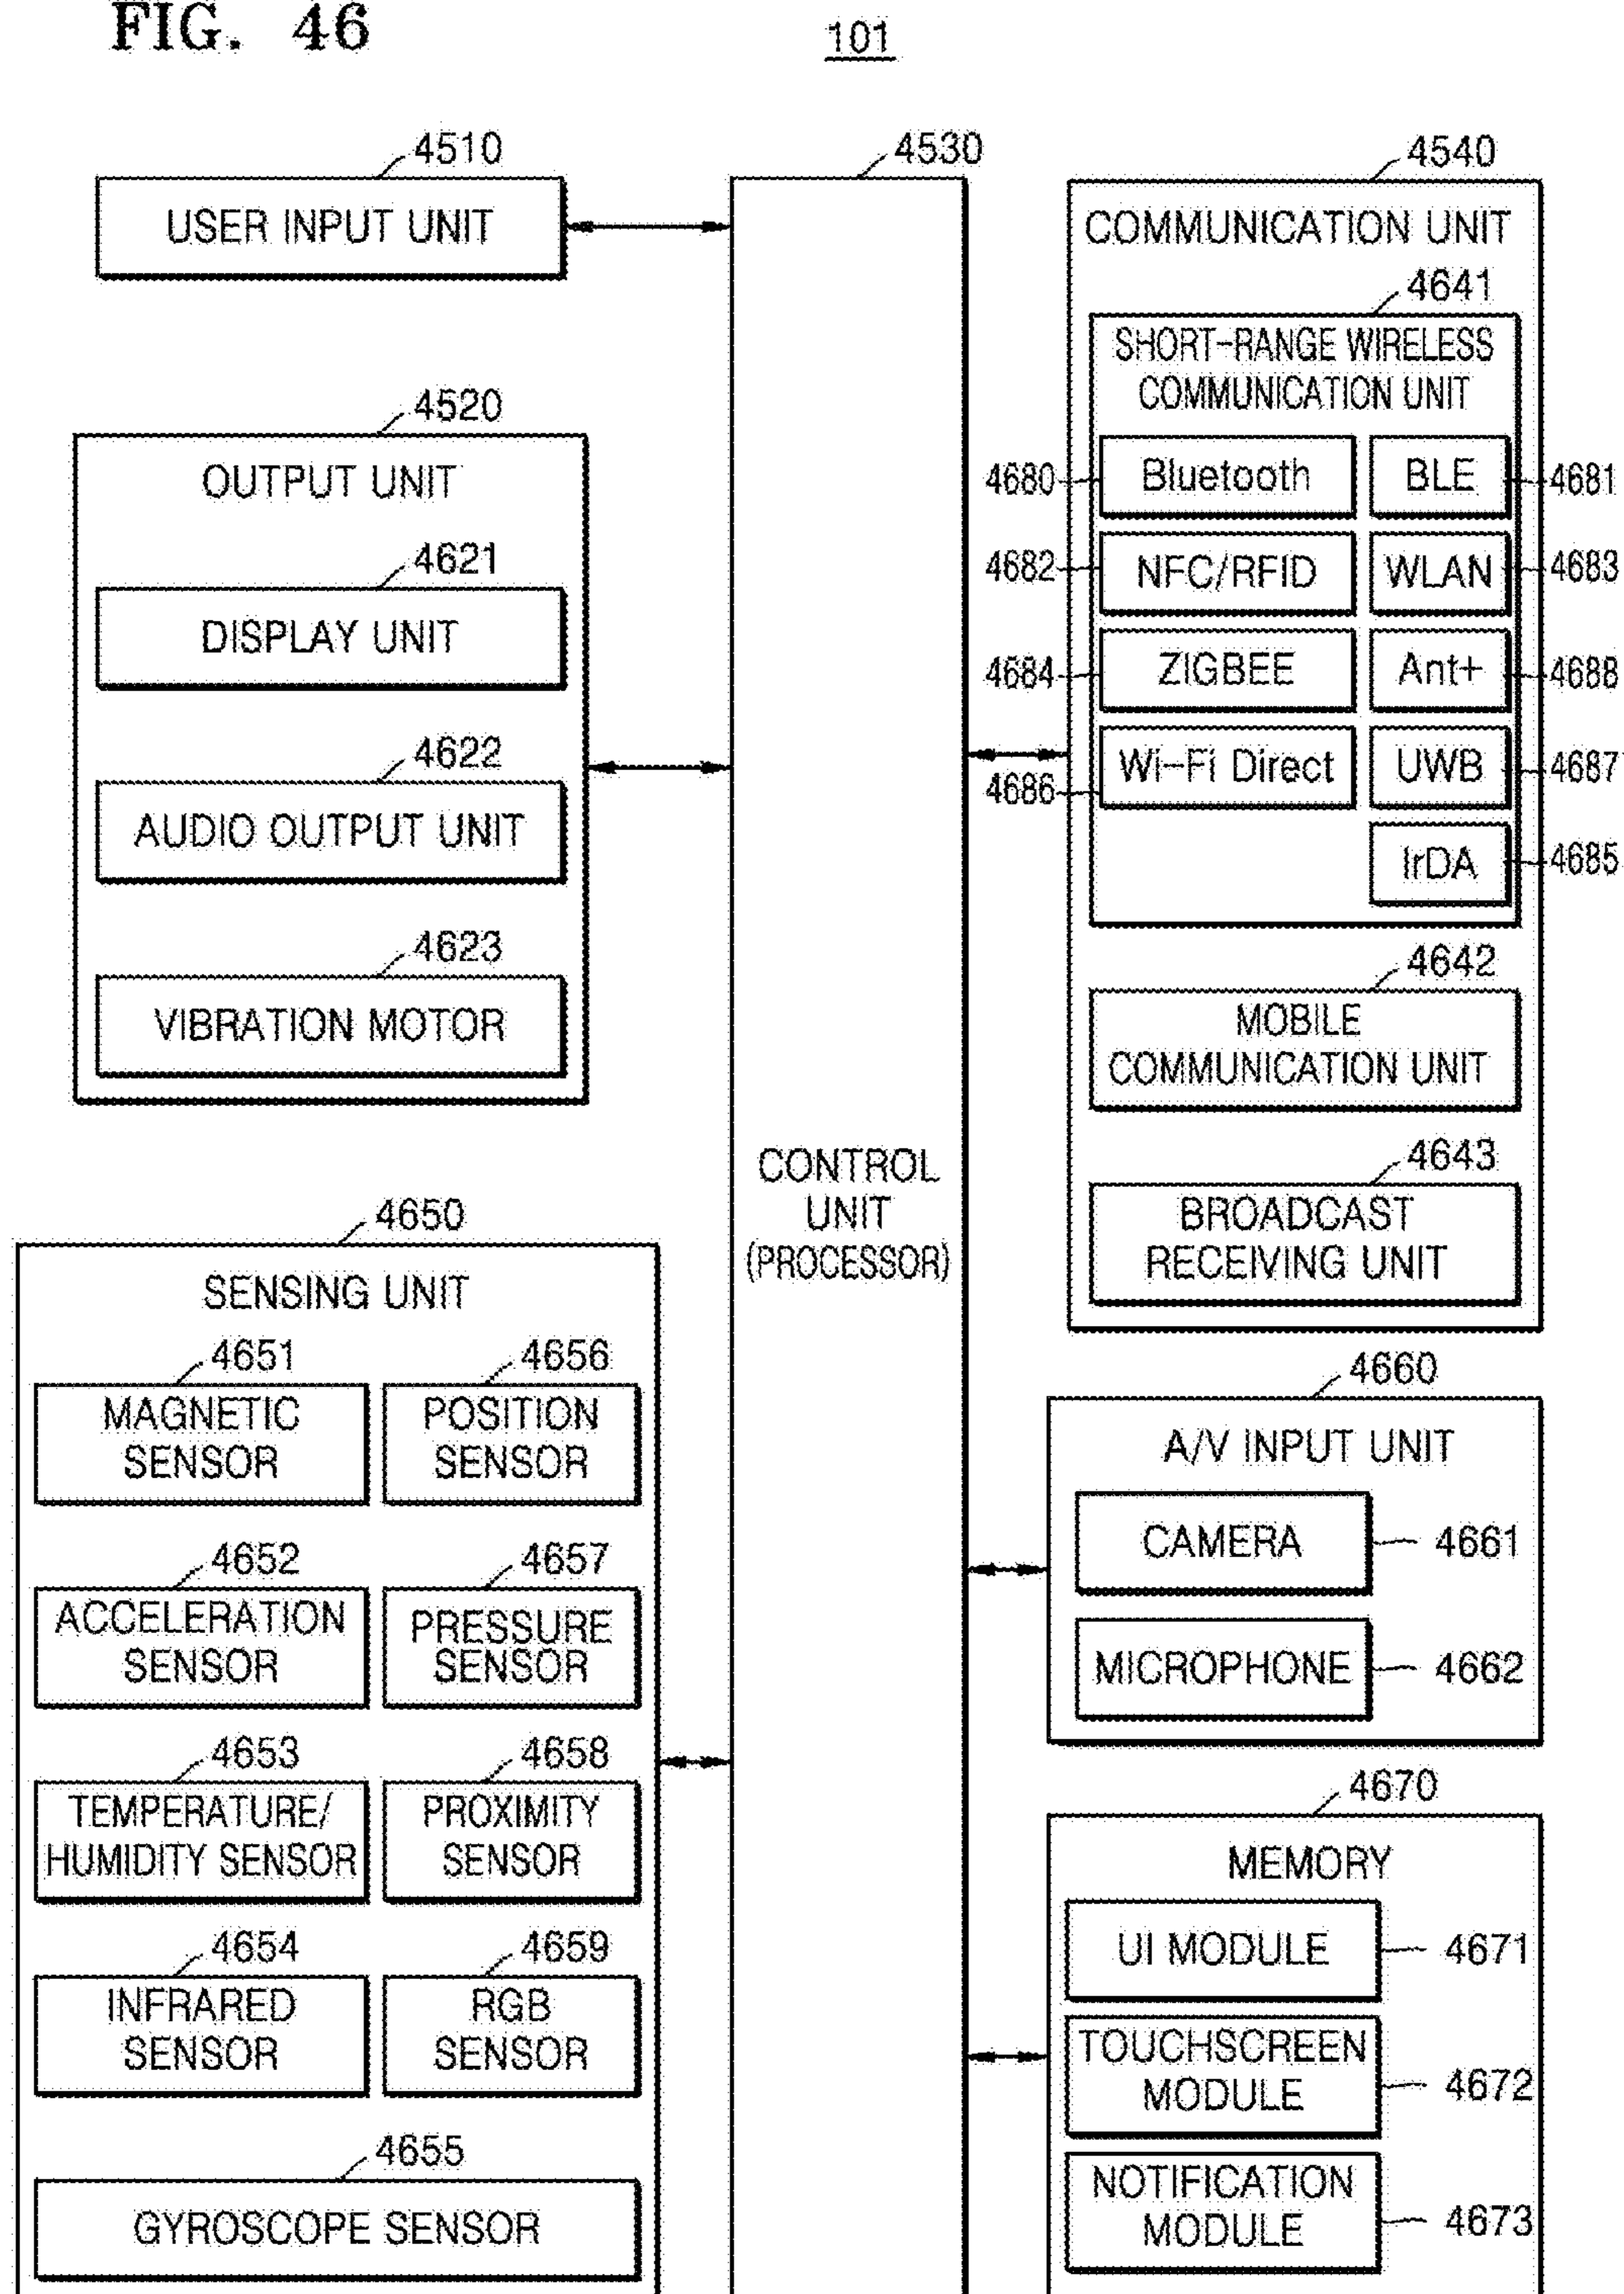 FIG. 46
101
4510
USER INPUT UNIT
4520
OUTPUT UNIT
4621
DISPLAY UNIT
4622
AUDIO OUTPUT UNIT
4623
VIBRATION MOTOR
4650
SENSING UNIT
4651
MAGNETIC
SENSOR
4656
POSITION
SENSOR
4652
ACCELERATION
SENSOR
4657
PRESSURE
SENSOR
4653
TEMPERATURE/
HUMIDITY SENSOR
4658
PROXIMITY
SENSOR
4654
INFRARED
SENSOR
4659
RGB
SENSOR
4655
GYROSCOPE SENSOR
4530
CONTROL
UNIT
(PROCESSOR)
4540
COMMUNICATION UNIT
4641
SHORT-RANGE WIRELESS
COMMUNICATION UNIT
4680
Bluetooth
BLE
4681
4682
NFC/RFID
WLAN
4683
4684
ZIGBEE
Ant+
4688
4686
Wi-Fi Direct
UWB
4687
IrDA
4685
4642
MOBILE
COMMUNICATION UNIT
4643
BROADCAST
RECEIVING UNIT
4660
A/V INPUT UNIT
CAMERA
4661
MICROPHONE
4662
4670
MEMORY
UI MODULE
4671
TOUCHSCREEN
MODULE
4672
NOTIFICATION
MODULE
4673